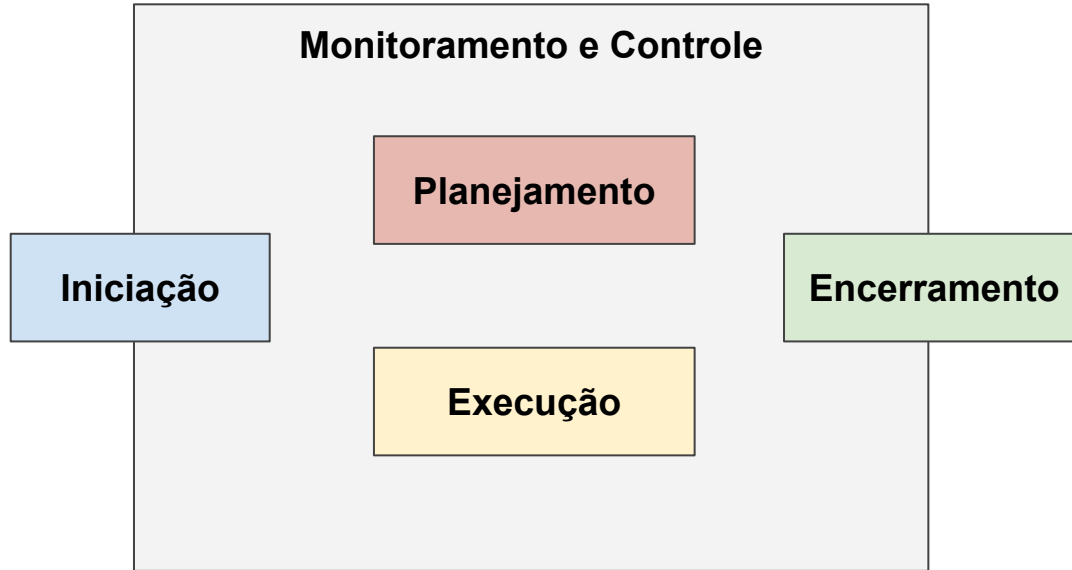 Monitoramento e Controle
Planejamento
Iniciação
Encerramento
Execução